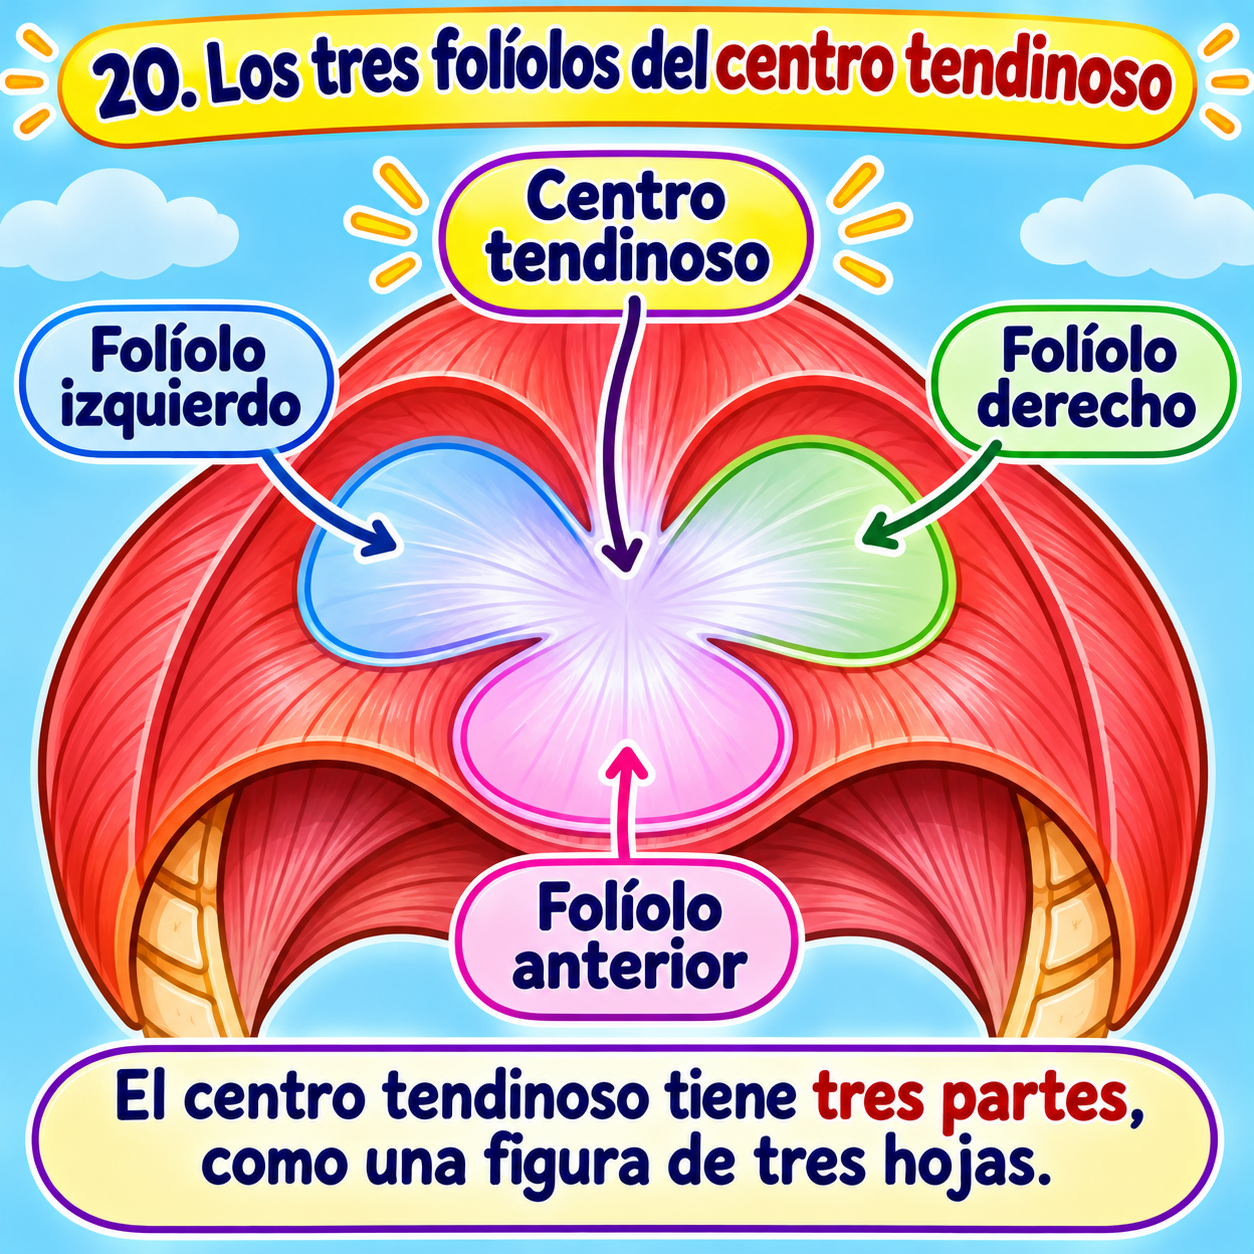 20. Los tres folíolos del centro tendinoso
Centro
tendinoso
Folíolo
izquierdo
Folíolo
derecho
Folíolo
anterior
El centro tendinoso tiene tres partes,
como una figura de tres hojas.